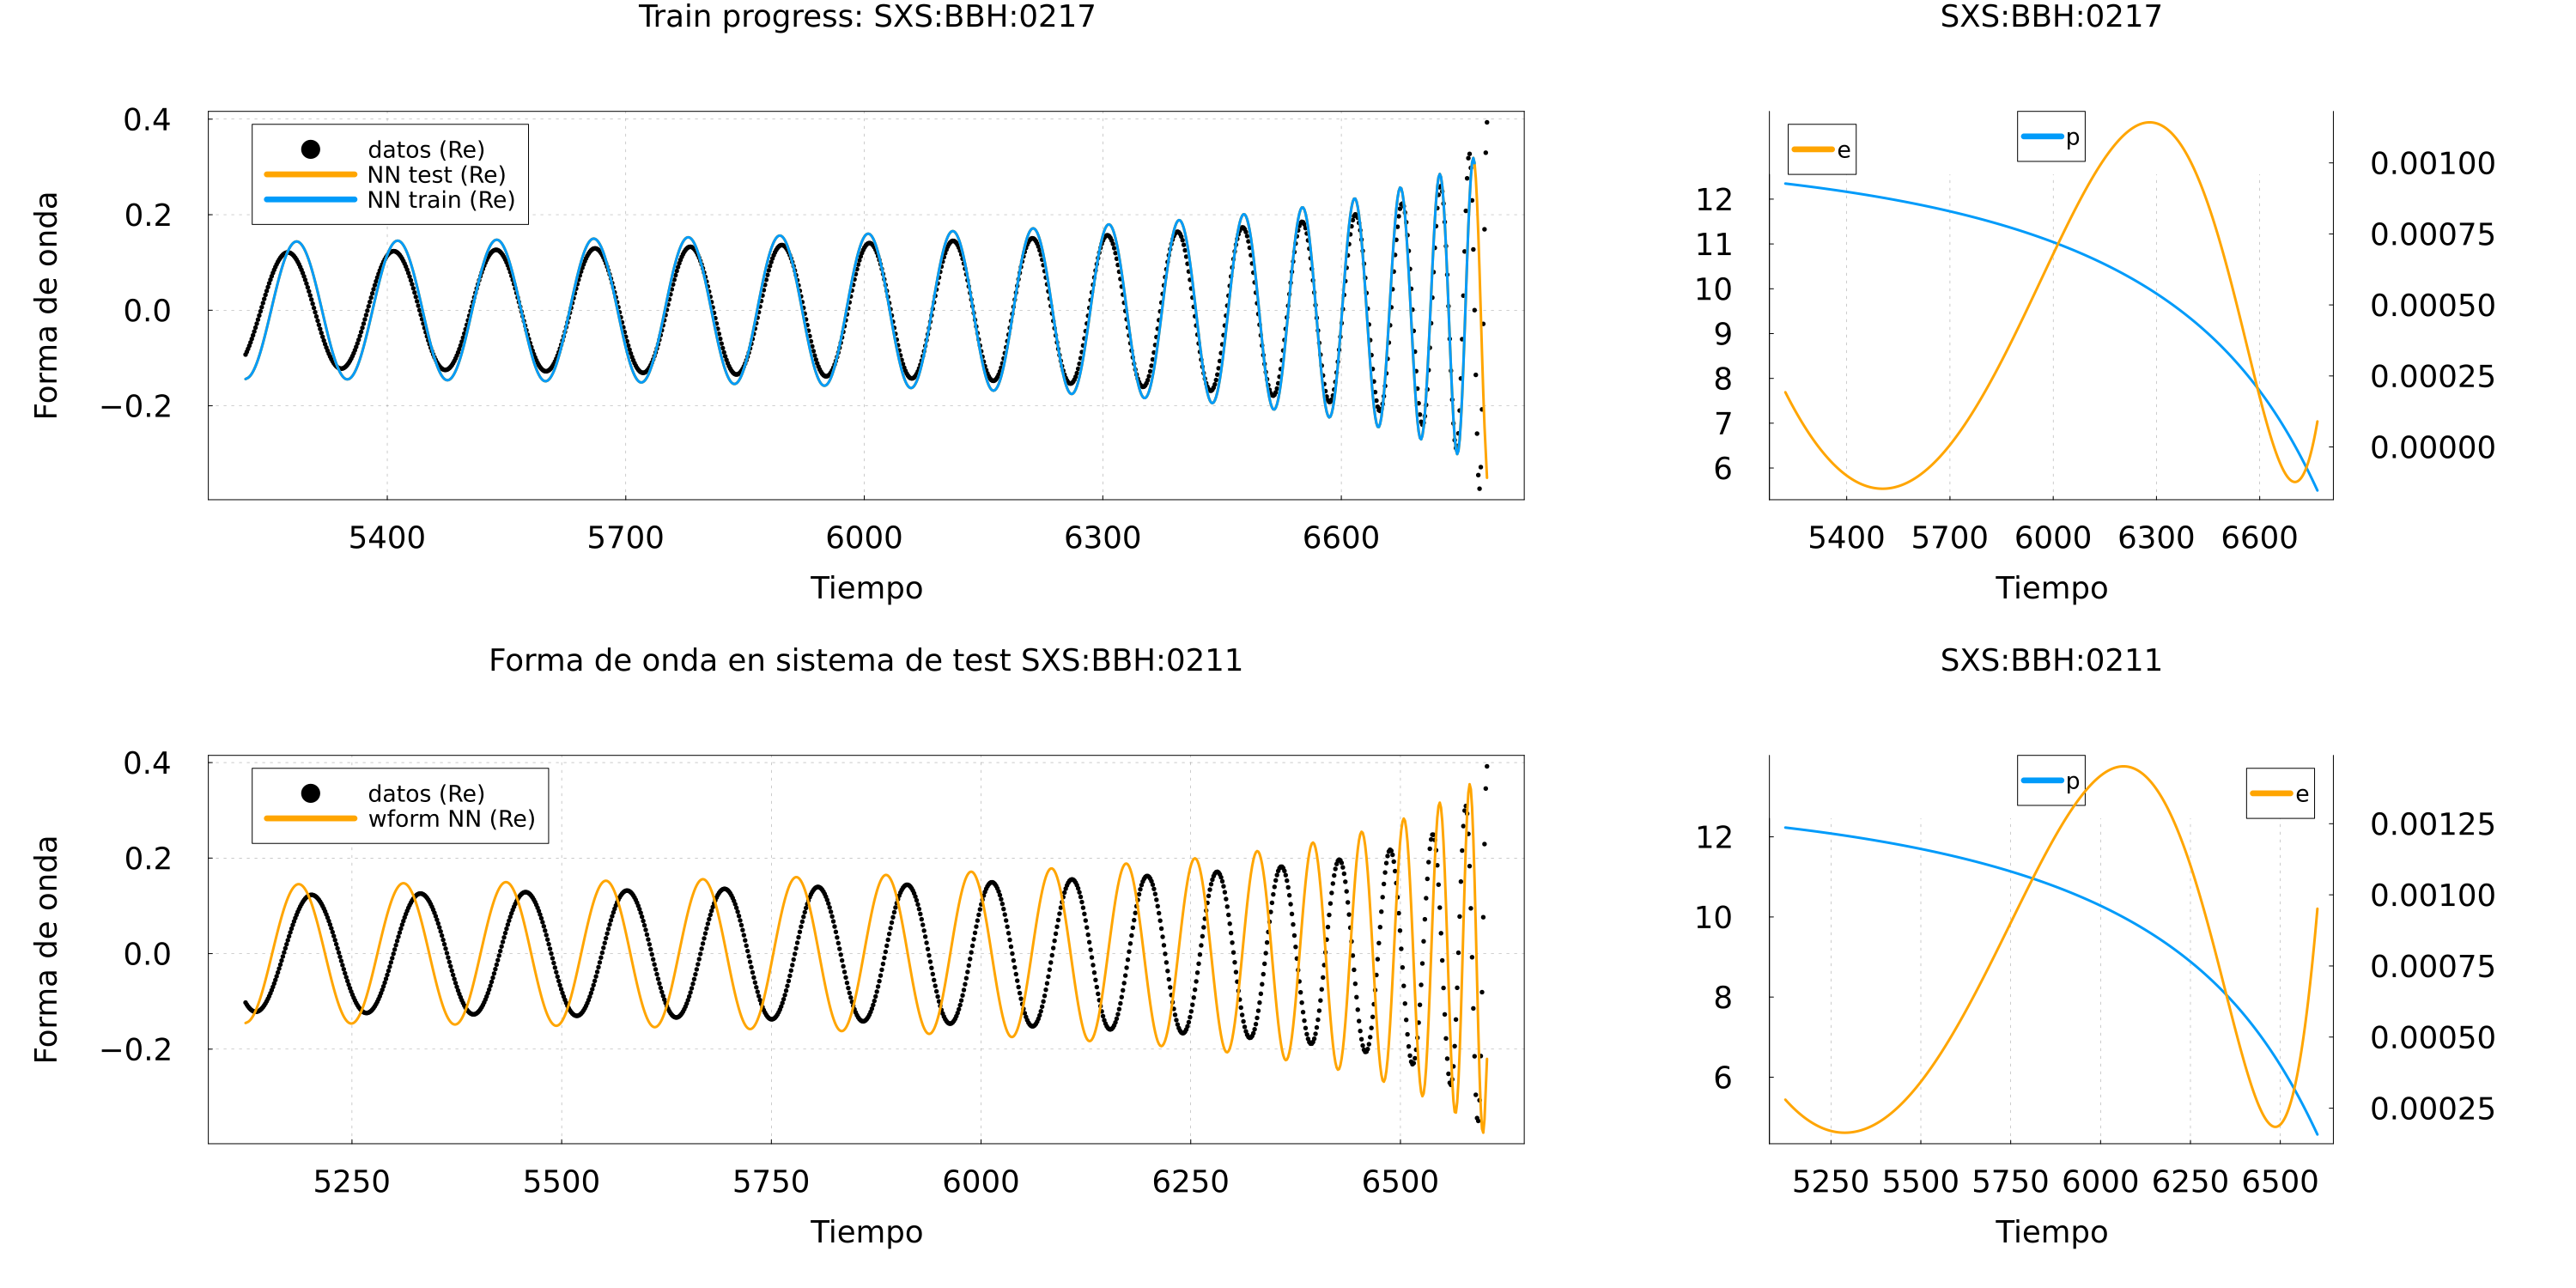 Train progress: SXS:BBH:0217
datos (Re)
NN test (Re)
NN train (Re)
0.4
0.2
0.0
−0.2
Forma de onda
5400 5700 6000 6300 6600
Tiempo
SXS:BBH:0217
e
p
12
11
10
9
8
7
6
0.00100
0.00075
0.00050
0.00025
0.00000
5400 5700 6000 6300 6600
Tiempo
Forma de onda en sistema de test SXS:BBH:0211
datos (Re)
wform NN (Re)
0.4
0.2
0.0
−0.2
Forma de onda
5250 5500 5750 6000 6250 6500
Tiempo
SXS:BBH:0211
p
e
12
10
8
6
0.00125
0.00100
0.00075
0.00050
0.00025
5250 5500 5750 6000 6250 6500
Tiempo